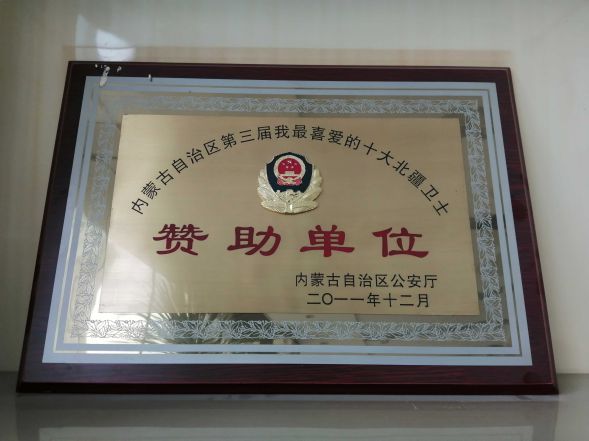 内蒙古自治区第三届我最喜爱的十大北疆卫士
赞助单位
内蒙古自治区公安厅
二〇一一年十二月